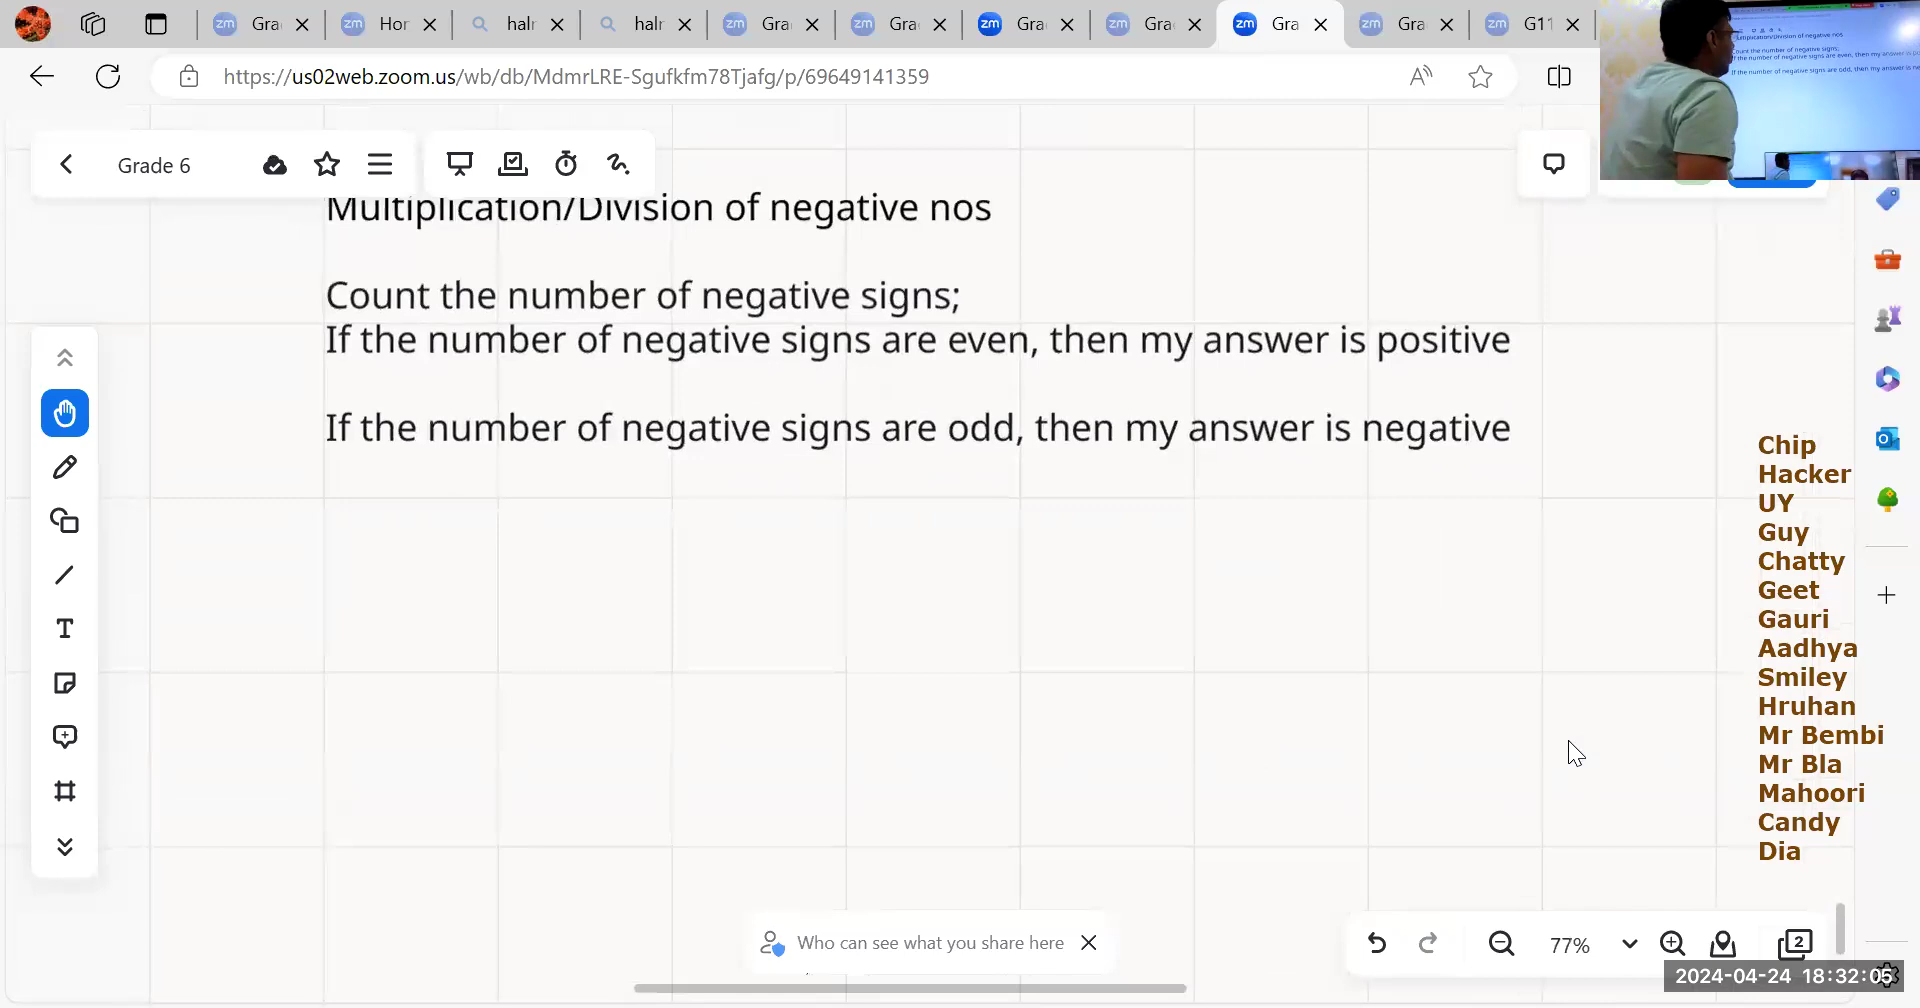 Gra
Hor
halr
halr
Gra
Gra
Gra
Gra
Gra
Gra
G11
https://us02web.zoom.us/wb/db/MdmrLRE-Sgufkfm78Tjafg/p/69649141359
Grade 6
Multiplication/Division of negative nos
Count the number of negative signs;
If the number of negative signs are even, then my answer is positive
If the number of negative signs are odd, then my answer is negative
Chip
Hacker
UY
Guy
Chatty
Geet
Gauri
Aadhya
Smiley
Hruhan
Mr Bembi
Mr Bla
Mahoori
Candy
Dia
Who can see what you share here
77%
2
2024-04-24 18:32:05